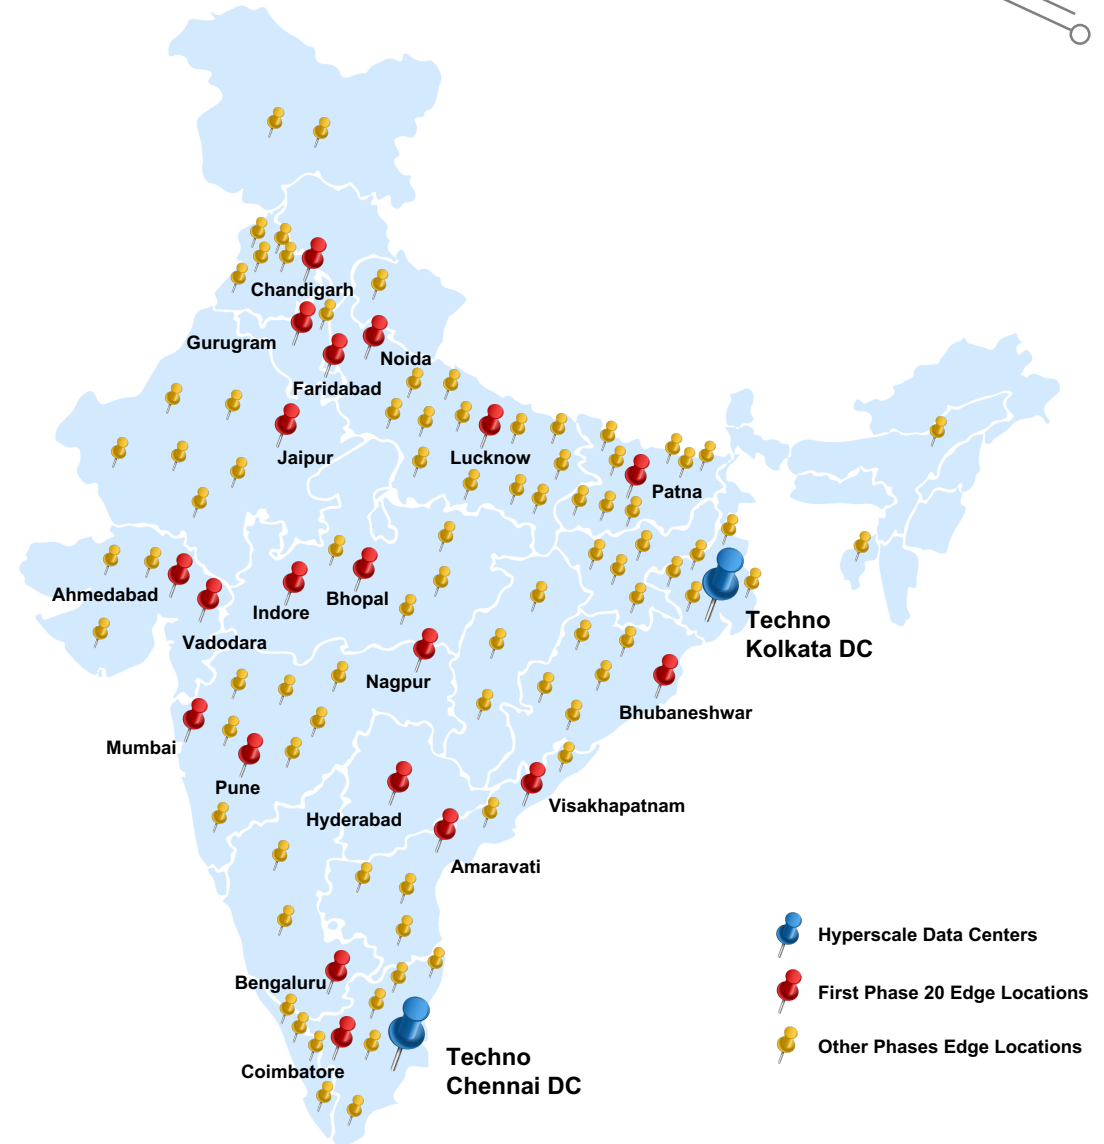 Chandigarh
Gurugram
Noida
Faridabad
Jaipur
Lucknow
Patna
Ahmedabad
Indore
Bhopal
Vadodara
Techno
Kolkata DC
Nagpur
Bhubaneshwar
Mumbai
Pune
Hyderabad
Visakhapatnam
Amaravati
Hyperscale Data Centers
Bengaluru
First Phase 20 Edge Locations
Other Phases Edge Locations
Coimbatore
Techno
Chennai DC